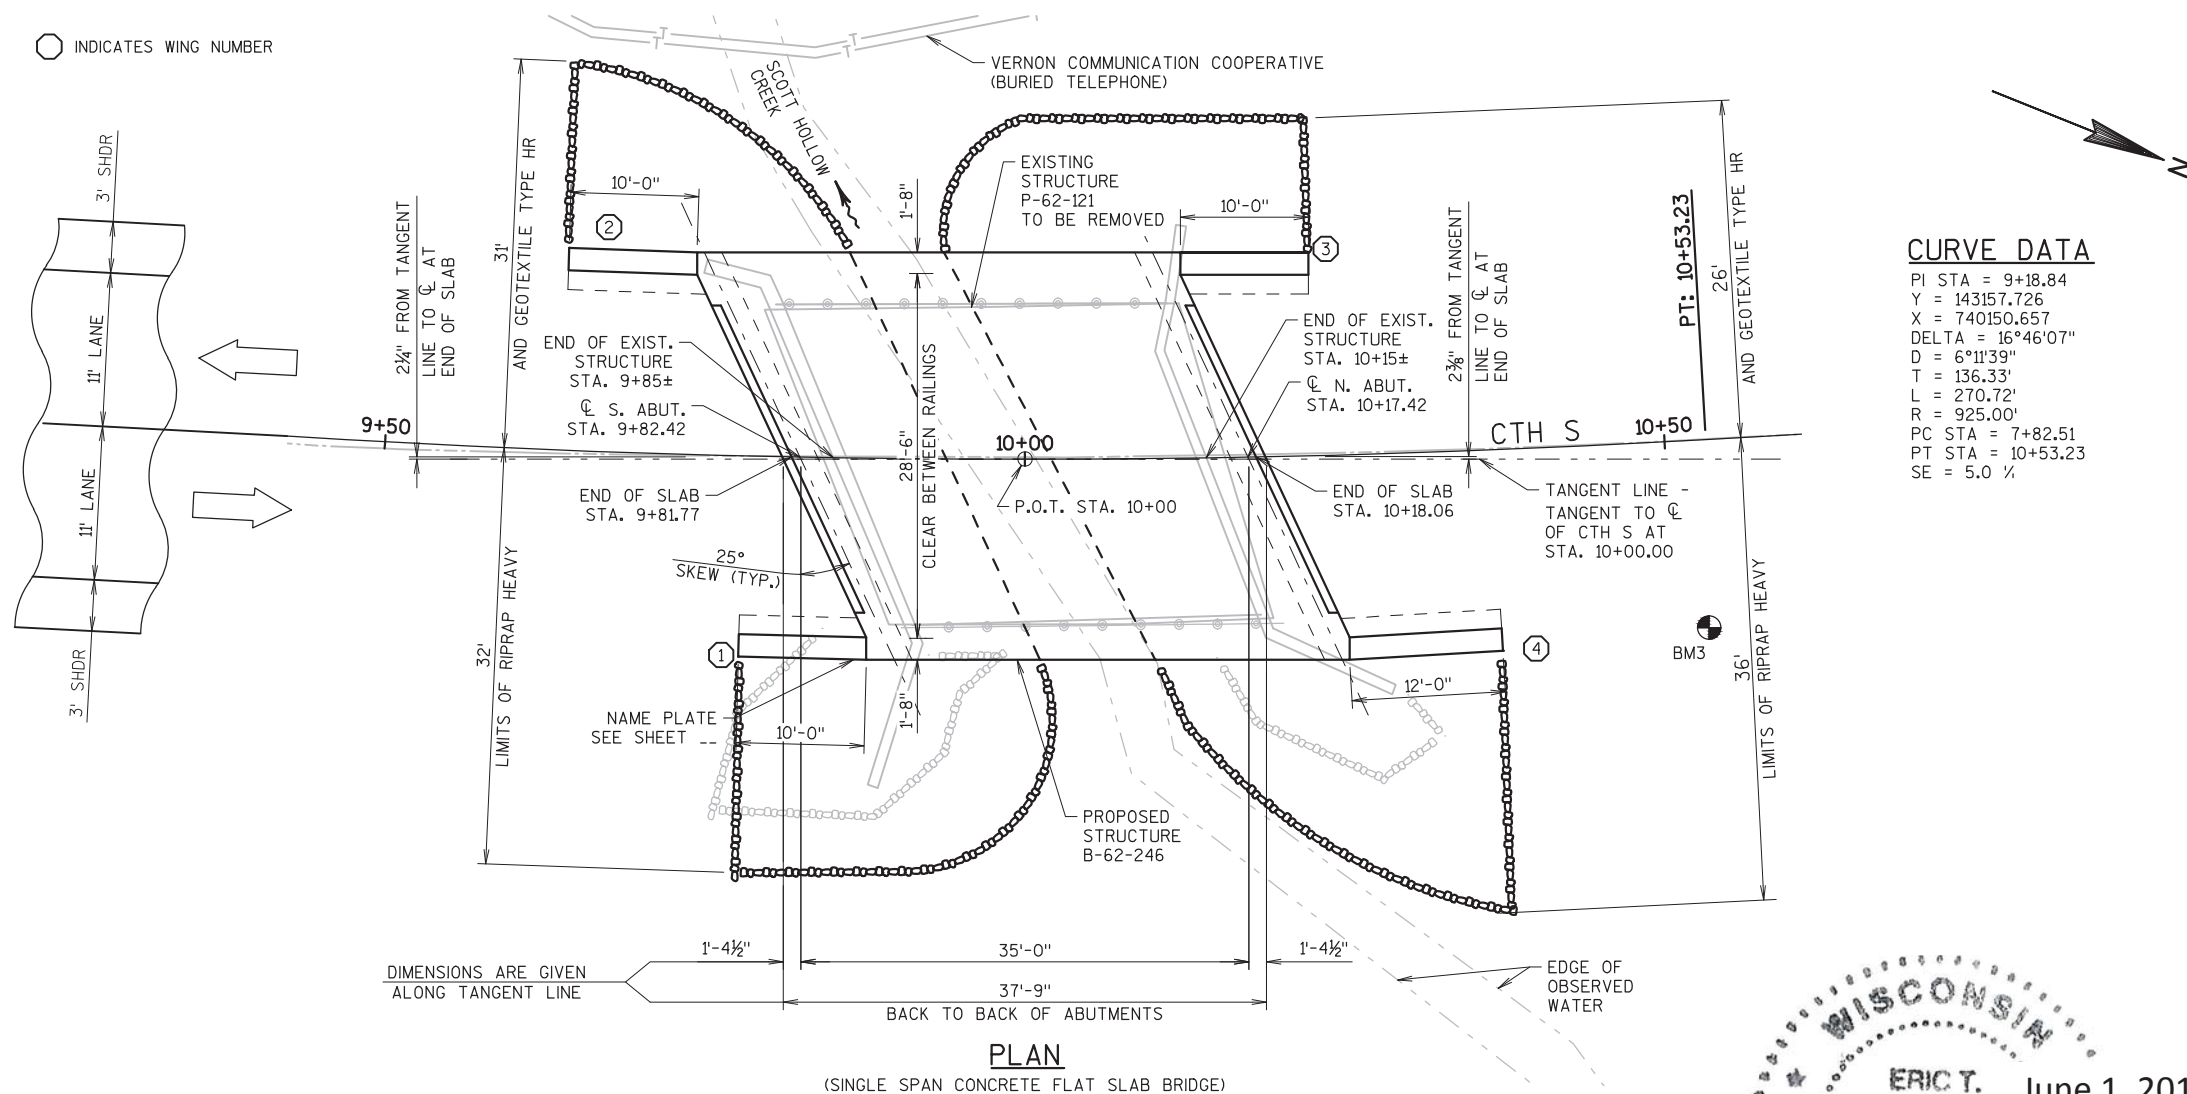 INDICATES WING NUMBER
VERNON COMMUNICATION COOPERATIVE
(BURIED TELEPHONE)
SCOTT HOLLOW
CREEK
T
T
N
3' SHDR
11' LANE
11' LANE
3' SHDR
2¼" FROM TANGENT
LINE TO ℄ AT
END OF SLAB
31'
32'
LIMITS OF RIPRAP HEAVY
AND GEOTEXTILE TYPE HR
10'-0"
2
1'-8"
EXISTING
STRUCTURE
P-62-121
TO BE REMOVED
10'-0"
3
2⅜" FROM TANGENT
LINE TO ℄ AT
END OF SLAB
PT: 10+53.23
26'
36'
LIMITS OF RIPRAP HEAVY
AND GEOTEXTILE TYPE HR
CURVE DATA
PI STA = 9+18.84
Y = 143157.726
X = 740150.657
DELTA = 16°46'07"
D = 6°11'39"
T = 136.33'
L = 270.72'
R = 925.00'
PC STA = 7+82.51
PT STA = 10+53.23
SE = 5.0 %
END OF EXIST.
STRUCTURE
STA. 9+85±
℄ S. ABUT.
STA. 9+82.42
9+50
END OF SLAB
STA. 9+81.77
28'-6"
CLEAR BETWEEN RAILINGS
10+00
P.O.T. STA. 10+00
END OF EXIST.
STRUCTURE
STA. 10+15±
℄ N. ABUT.
STA. 10+17.42
CTH S
10+50
END OF SLAB
STA. 10+18.06
TANGENT LINE -
TANGENT TO ℄
OF CTH S AT
STA. 10+00.00
25°
SKEW (TYP.)
1
4
BM3
NAME PLATE
SEE SHEET --
10'-0"
1'-8"
12'-0"
PROPOSED
STRUCTURE
B-62-246
1'-4½"
35'-0"
1'-4½"
DIMENSIONS ARE GIVEN
ALONG TANGENT LINE
37'-9"
BACK TO BACK OF ABUTMENTS
EDGE OF
OBSERVED
WATER
PLAN
(SINGLE SPAN CONCRETE FLAT SLAB BRIDGE)
WISCONSIN
ERIC T.
June 1, 201